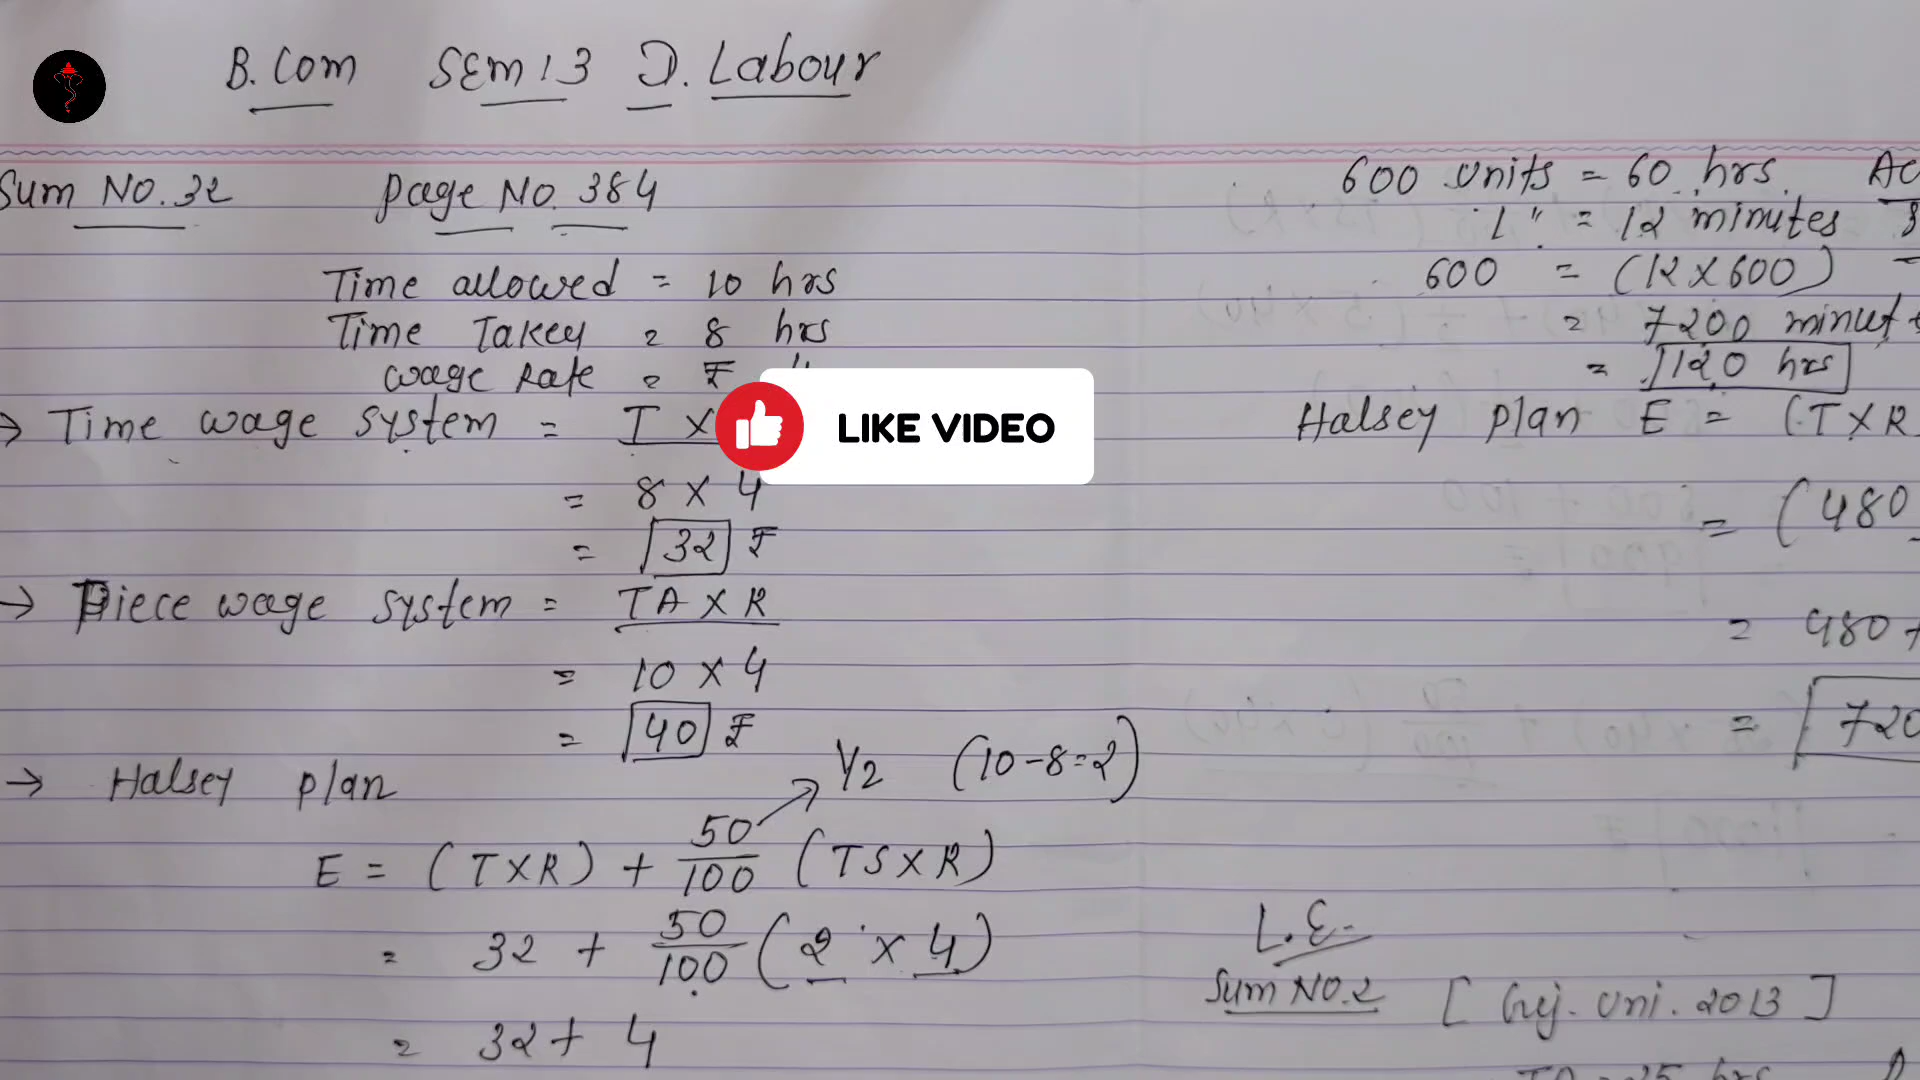 B.Com SEM:3 D. Labour
Sum No. 32 Page No. 384
Time allowed = 10 hrs
Time Taken = 8 hrs
wage Rate = ₹
→ Time wage system = T ×
= 8 × 4
= 32 ₹
→ Piece wage system = TA × R
= 10 × 4
= 40 ₹
→ Halsey plan
1/2 (10-8=2)
E = (T×R) + 50/100 (TS×R)
= 32 + 50/100 (2 × 4)
= 32 + 4
LIKE VIDEO
600 units = 60 hrs.
1 " = 12 minutes
600 = (12×600)
= 7200 minut
= 120 hrs
Halsey plan E = (T×R
= (480
= 480+
= 720
L.E.
Sum No. 2 [Guj. Uni. 2013]
TA = 25 hrs